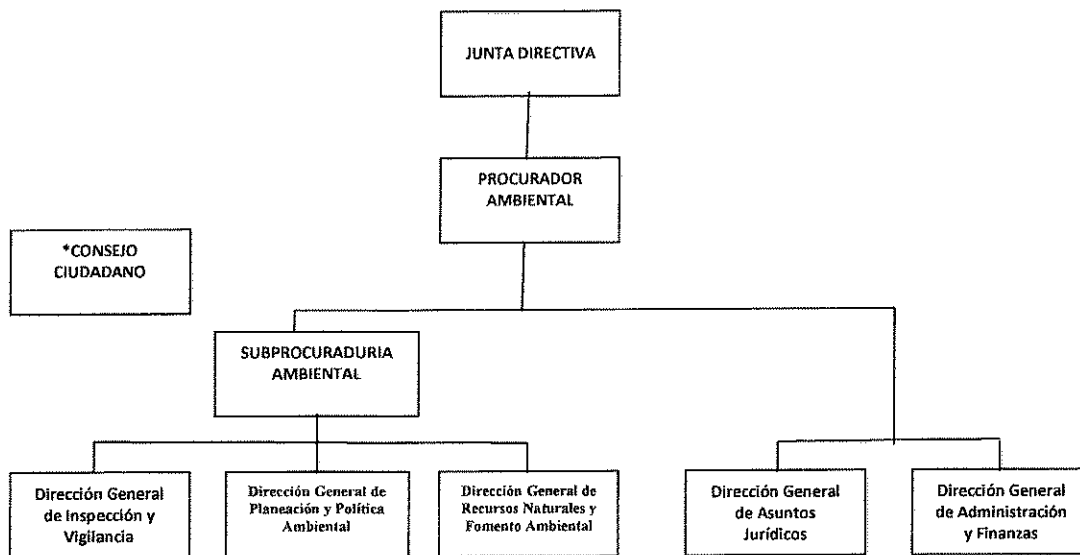 JUNTA DIRECTIVA
PROCURADOR
AMBIENTAL
*CONSEJO
CIUDADANO
SUBPROCURADURIA
AMBIENTAL
Dirección General
de Inspección y
Vigilancia
Dirección General de
Planeación y Política
Ambiental
Dirección General de
Recursos Naturales y
Fomento Ambiental
Dirección General
de Asuntos
Jurídicos
Dirección General
de Administración
y Finanzas